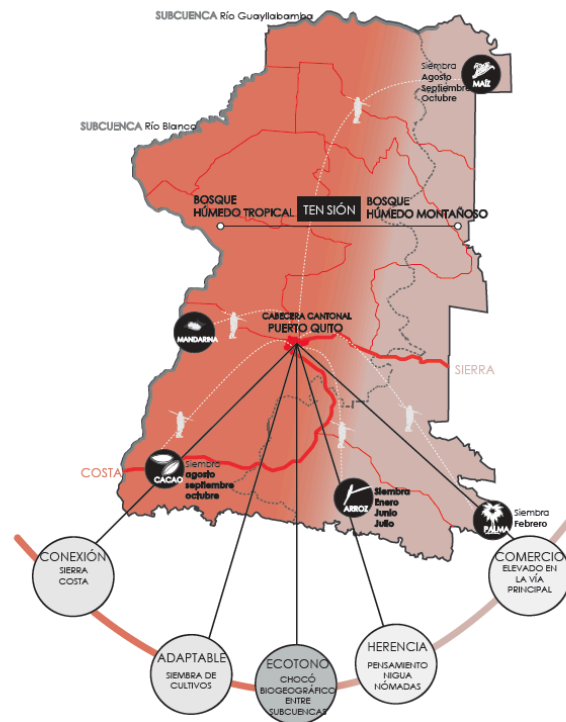 SUBCUENCA Río Guayllabamba
Siembra
Agosto
Septiembre
Octubre
MAÍZ
SUBCUENCA Río Blanco
BOSQUE
HÚMEDO TROPICAL
TENSIÓN
BOSQUE
HÚMEDO MONTAÑOSO
CABECERA CANTONAL
PUERTO QUITO
MANDARINA
SIERRA
COSTA
CACAO
Siembra
agosto
septiembre
octubre
ARROZ
Siembra
Enero
Junio
Julio
PALMA
Siembra
Febrero
CONEXIÓN
SIERRA
COSTA
ADAPTABLE
SIEMBRA DE
CULTIVOS
ECOTONO
CHOCÓ
BIOGEOGRÁFICO
ENTRE
SUBCUENCAS
HERENCIA
PENSAMIENTO
NIGUA
NÓMADAS
COMERCIO
ELEVADO EN
LA VÍA
PRINCIPAL